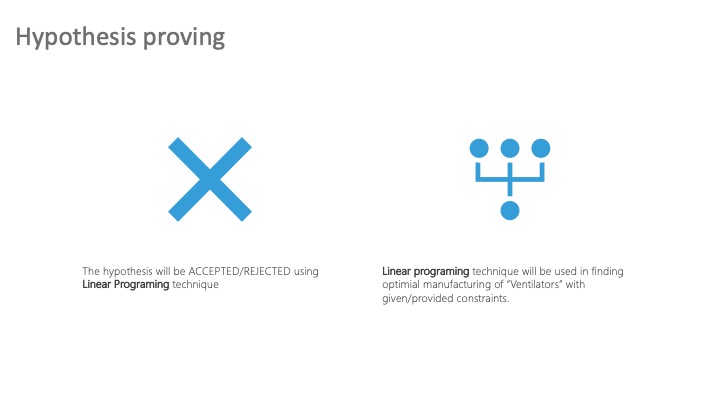 Hypothesis proving
The hypothesis will be ACCEPTED/REJECTED using
Linear Programing technique
Linear programing technique will be used in finding
optimial manufacturing of “Ventilators” with
given/provided constraints.